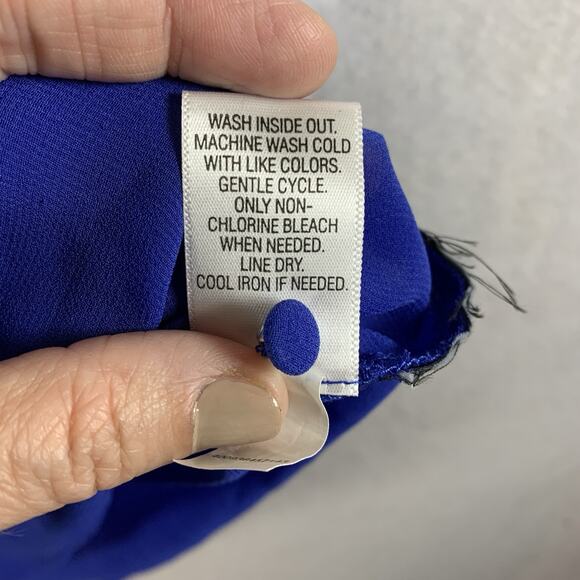 WASH INSIDE OUT.
MACHINE WASH COLD
WITH LIKE COLORS.
GENTLE CYCLE.
ONLY NON-
CHLORINE BLEACH
WHEN NEEDED.
LINE DRY.
COOL IRON IF NEEDED.